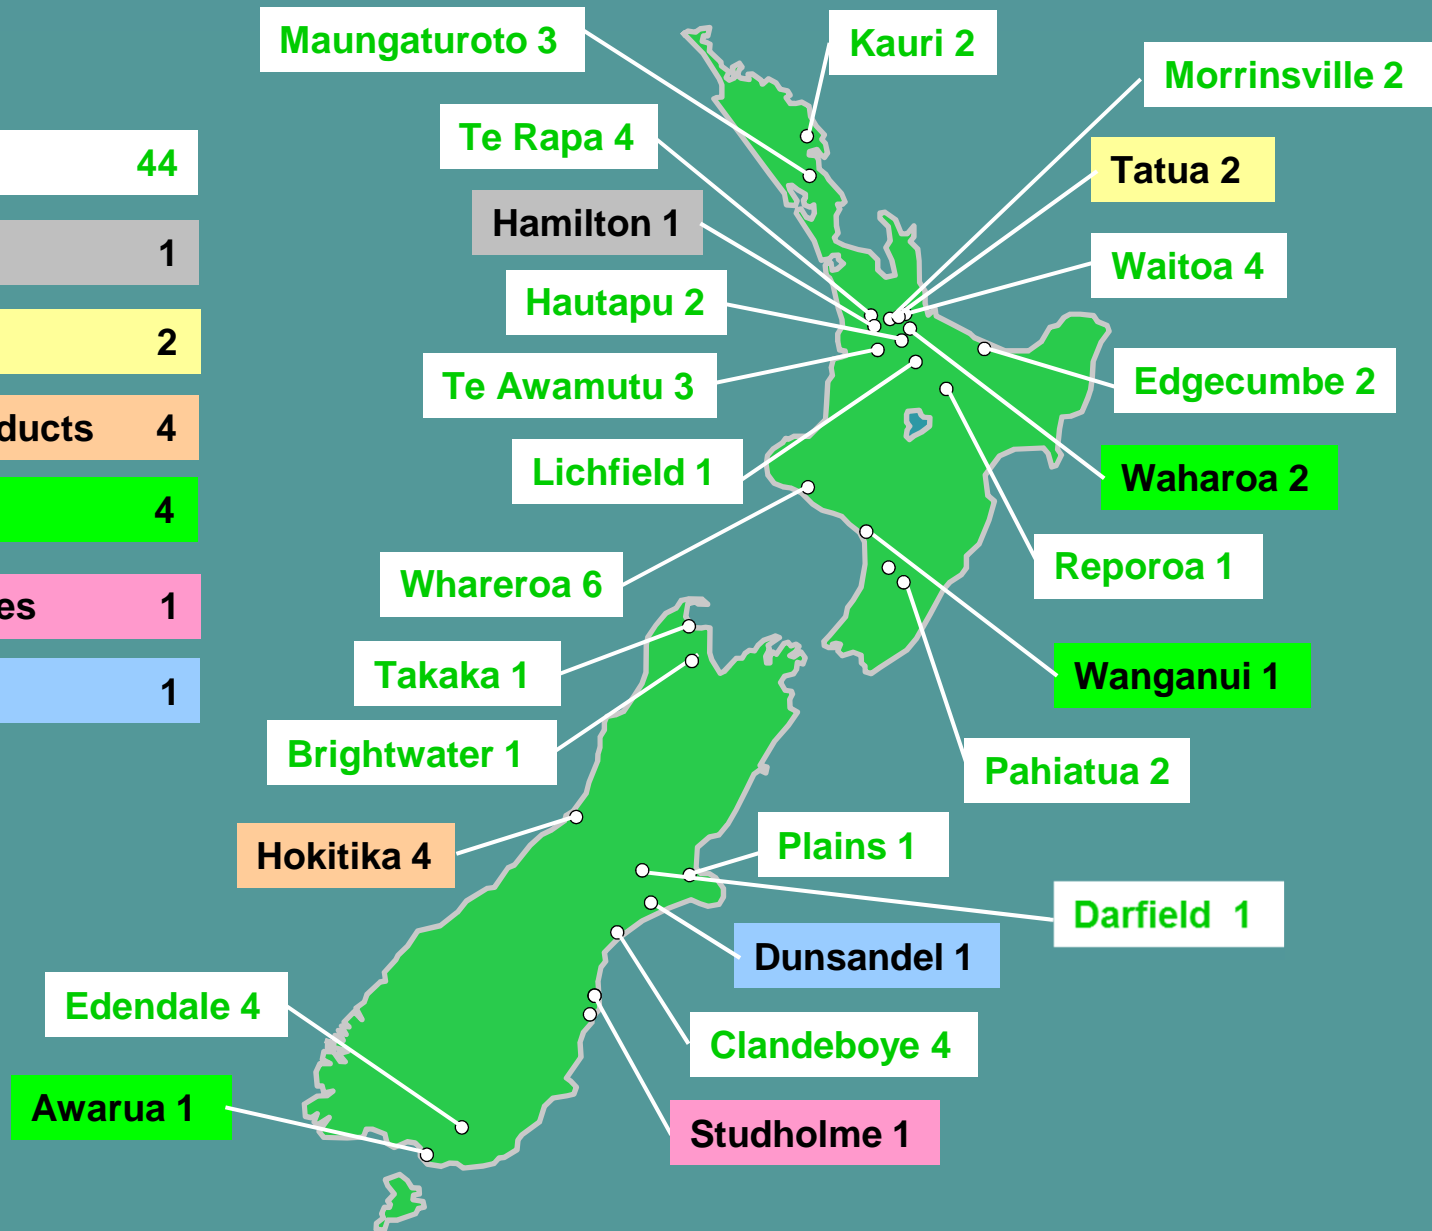 Maungaturoto 3
Kauri 2
Morrinsville 2
44
Te Rapa 4
Tatua 2
Hamilton 1
1
Waitoa 4
Hautapu 2
2
Te Awamutu 3
Edgecumbe 2
ducts 4
Lichfield 1
Waharoa 2
4
Whareroa 6
Reporoa 1
es 1
Takaka 1
Wanganui 1
1
Brightwater 1
Pahiatua 2
Hokitika 4
Plains 1
Darfield 1
Dunsandel 1
Edendale 4
Clandeboye 4
Awarua 1
Studholme 1